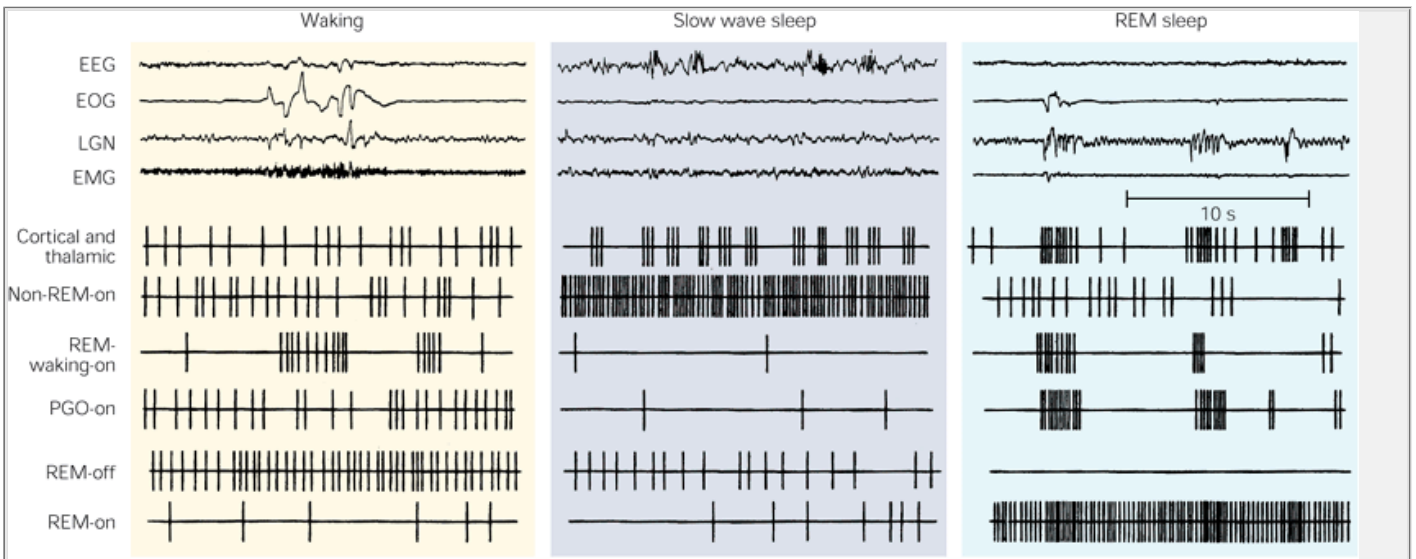 Waking
Slow wave sleep
REM sleep
EEG
EOG
LGN
EMG
10 s
Cortical and
thalamic
Non-REM-on
REM-
waking-on
PGO-on
REM-off
REM-on